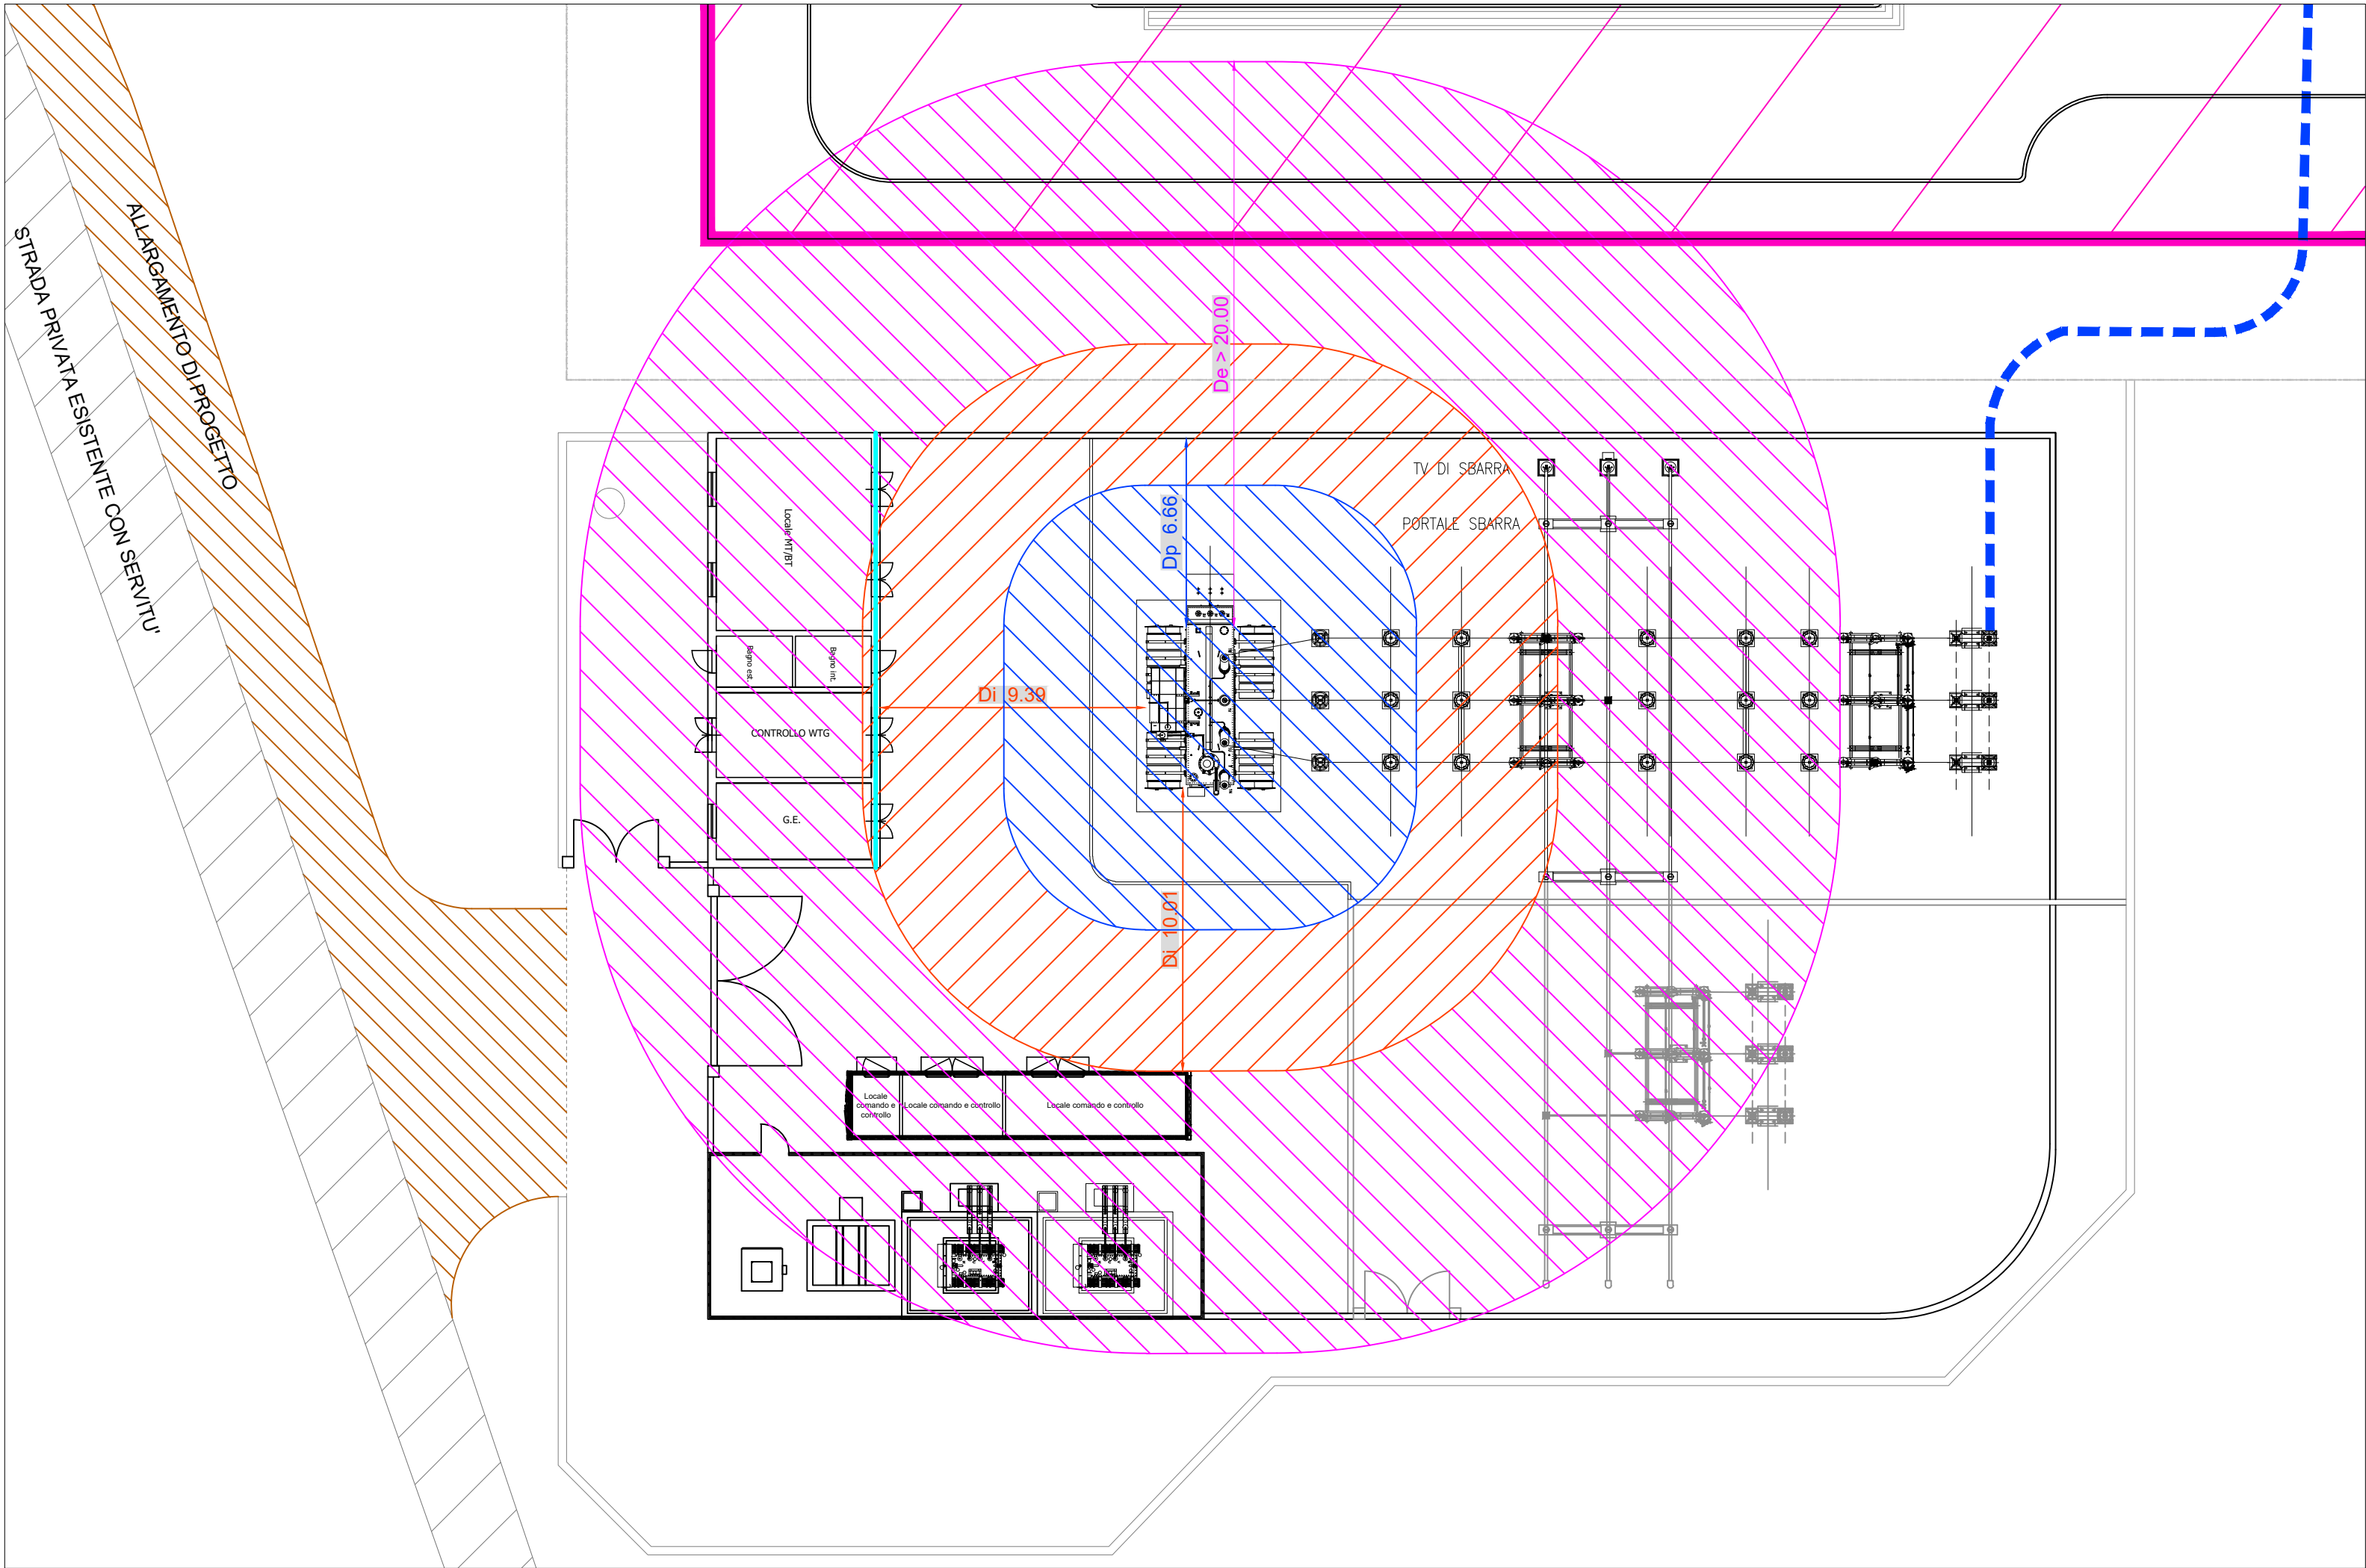 ALLARGAMENTO DI PROGETTO
STRADA PRIVATA ESISTENTE CON SERVITU'
De > 20.00
TV DI SBARRA
PORTALE SBARRA
Dp 6.66
Locale MT/BT
Bagno est.
Bagno int.
Di 9.39
CONTROLLO WTG
G.E.
Di 10.01
Locale
comando e
controllo
Locale comando e controllo
Locale comando e controllo